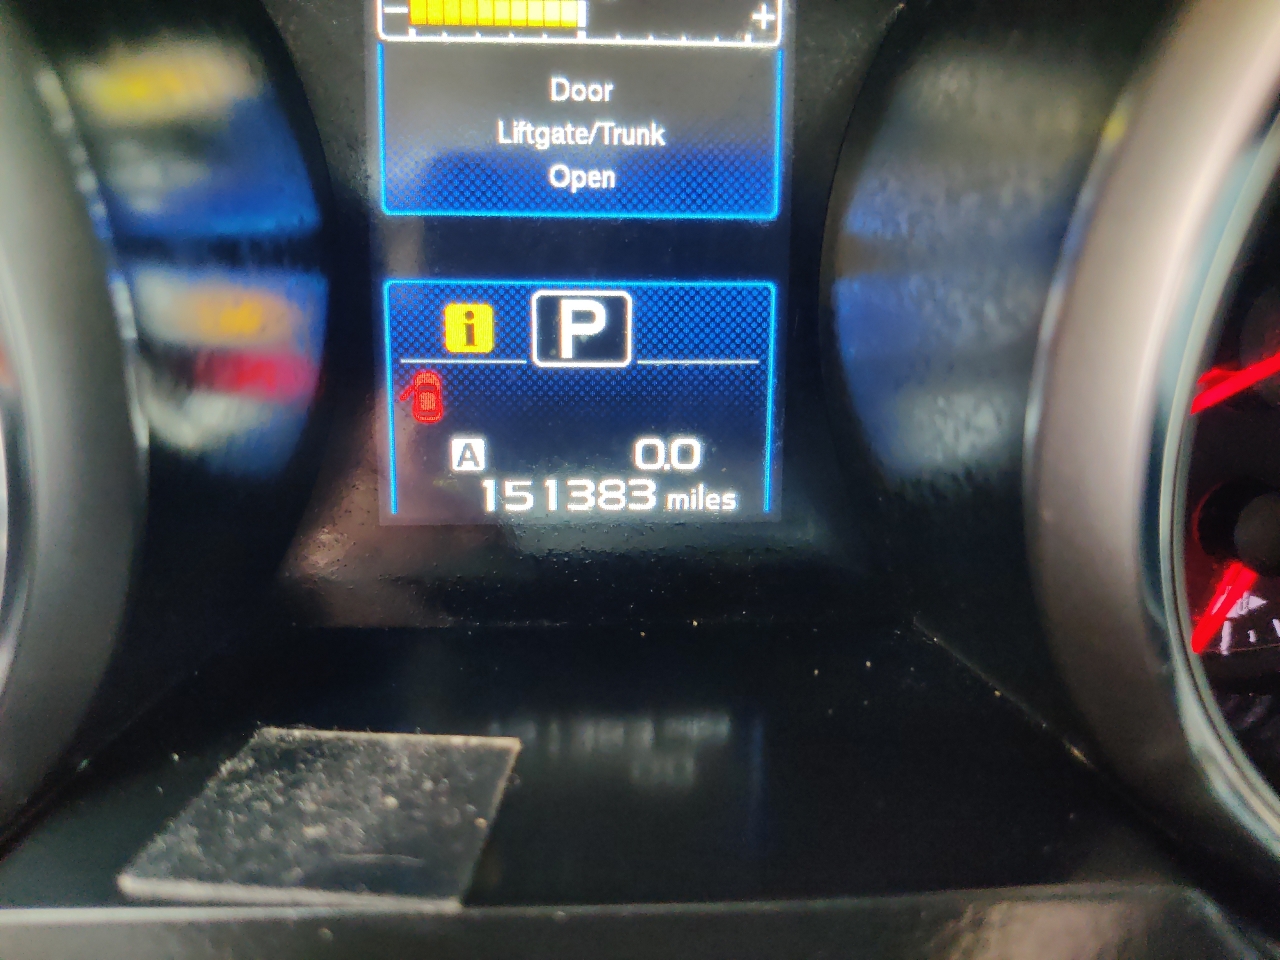 − +
Door
Liftgate/Trunk
Open
i P
A 0.0
151383 miles